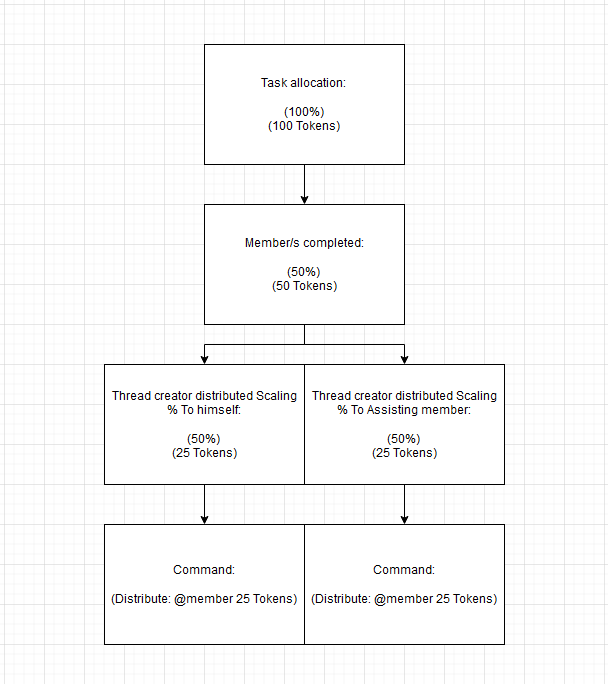 Task allocation:
(100%)
(100 Tokens)
Member/s completed:
(50%)
(50 Tokens)
Thread creator distributed Scaling
% To himself:
(50%)
(25 Tokens)
Thread creator distributed Scaling
% To Assisting member:
(50%)
(25 Tokens)
Command:
(Distribute: @member 25 Tokens)
Command:
(Distribute: @member 25 Tokens)